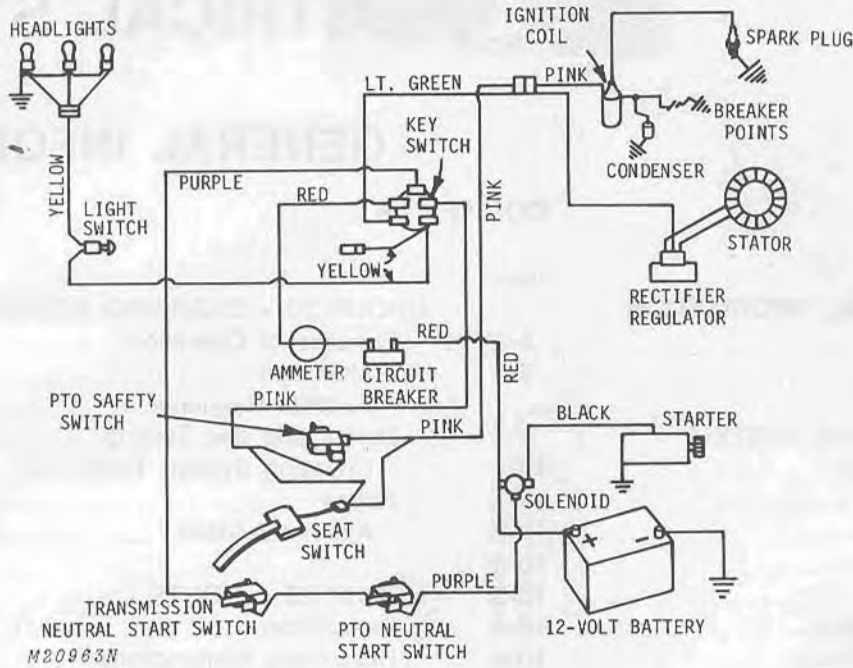 HEADLIGHTS
IGNITION
COIL
SPARK PLUG
PINK
LT. GREEN
BREAKER
POINTS
KEY
SWITCH
CONDENSER
PURPLE
RED
YELLOW
PINK
LIGHT
SWITCH
STATOR
YELLOW
RECTIFIER
REGULATOR
RED
AMMETER
CIRCUIT
BREAKER
RED
PINK
PTO SAFETY
SWITCH
PINK
BLACK
STARTER
SOLENOID
SEAT
SWITCH
+
-
PURPLE
TRANSMISSION
NEUTRAL START SWITCH
PTO NEUTRAL
START SWITCH
12-VOLT BATTERY
M20963N